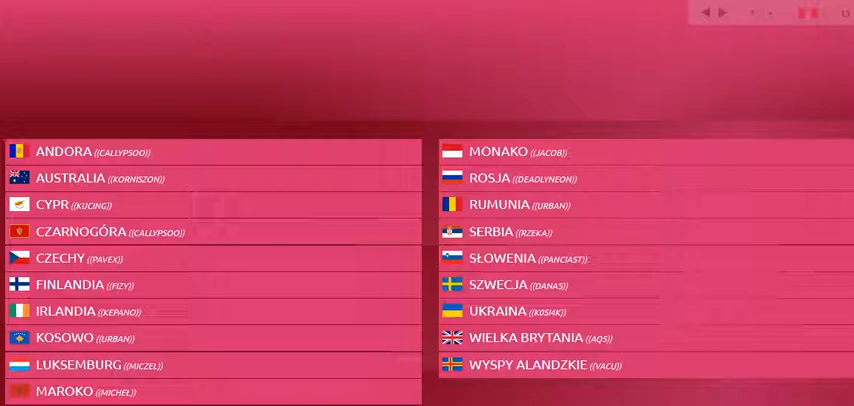 ANDORA ((CALLYPSOO))
AUSTRALIA ((KORNISZON))
CYPR ((KUCING))
CZARNOGÓRA ((CALLYPSOO))
CZECHY ((PAVEX))
FINLANDIA ((FIZY))
IRLANDIA ((KEPANO))
KOSOWO ((URBAN))
LUKSEMBURG ((MICZEL))
MAROKO ((MICHEŁ))
MONAKO ((JACOB))
ROSJA ((DEADLYNEON))
RUMUNIA ((URBAN))
SERBIA ((RZEKA))
SŁOWENIA ((PANCIAST))
SZWECJA ((DANAS))
UKRAINA ((K0SI4K))
WIELKA BRYTANIA ((AQS))
WYSPY ALANDZKIE ((VACU))